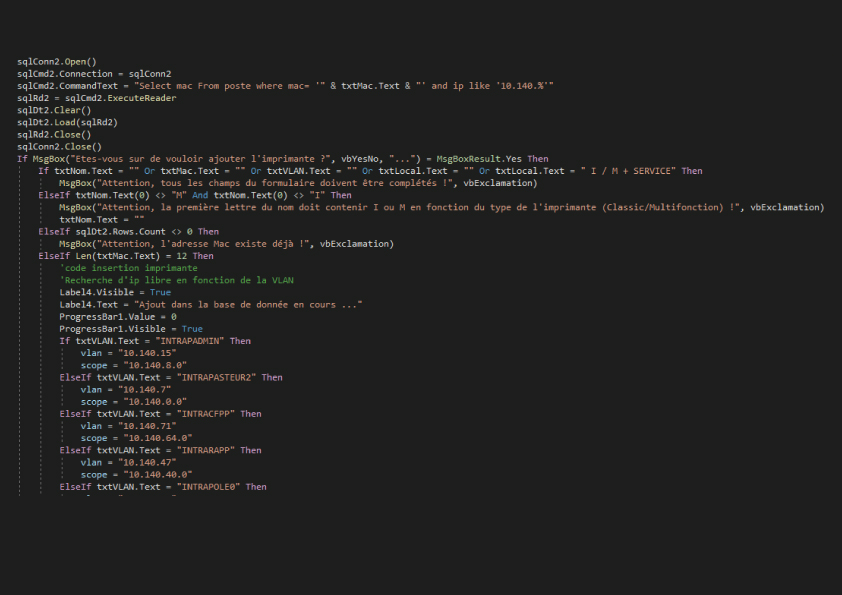 sqlConn2.Open()
sqlCmd2.Connection = sqlConn2
sqlCmd2.CommandText = "Select mac From poste where mac= '" & txtMac.Text & "' and ip like '10.140.%'"
sqlRd2 = sqlCmd2.ExecuteReader
sqlDt2.Clear()
sqlDt2.Load(sqlRd2)
sqlRd2.Close()
sqlConn2.Close()
If MsgBox("Etes-vous sur de vouloir ajouter l'imprimante ?", vbYesNo, "...") = MsgBoxResult.Yes Then
If txtNom.Text = "" Or txtMac.Text = "" Or txtVLAN.Text = "" Or txtLocal.Text = "" Or txtLocal.Text = " I / M + SERVICE" Then
MsgBox("Attention, tous les champs du formulaire doivent être complétés !", vbExclamation)
ElseIf txtNom.Text(0) <> "M" And txtNom.Text(0) <> "I" Then
MsgBox("Attention, la première lettre du nom doit contenir I ou M en fonction du type de l'imprimante (Classic/Multifonction) !", vbExclamation)
txtNom.Text = ""
ElseIf sqlDt2.Rows.Count <> 0 Then
MsgBox("Attention, l'adresse Mac existe déjà !", vbExclamation)
ElseIf Len(txtMac.Text) = 12 Then
'code insertion imprimante
'Recherche d'ip libre en fonction de la VLAN
Label4.Visible = True
Label4.Text = "Ajout dans la base de donnée en cours ..."
ProgressBar1.Value = 0
ProgressBar1.Visible = True
If txtVLAN.Text = "INTRAPADMIN" Then
vlan = "10.140.15"
scope = "10.140.8.0"
ElseIf txtVLAN.Text = "INTRAPASTEUR2" Then
vlan = "10.140.7"
scope = "10.140.0.0"
ElseIf txtVLAN.Text = "INTRACFPP" Then
vlan = "10.140.71"
scope = "10.140.64.0"
ElseIf txtVLAN.Text = "INTRARAPP" Then
vlan = "10.140.47"
scope = "10.140.40.0"
ElseIf txtVLAN.Text = "INTRAPOLE0" Then